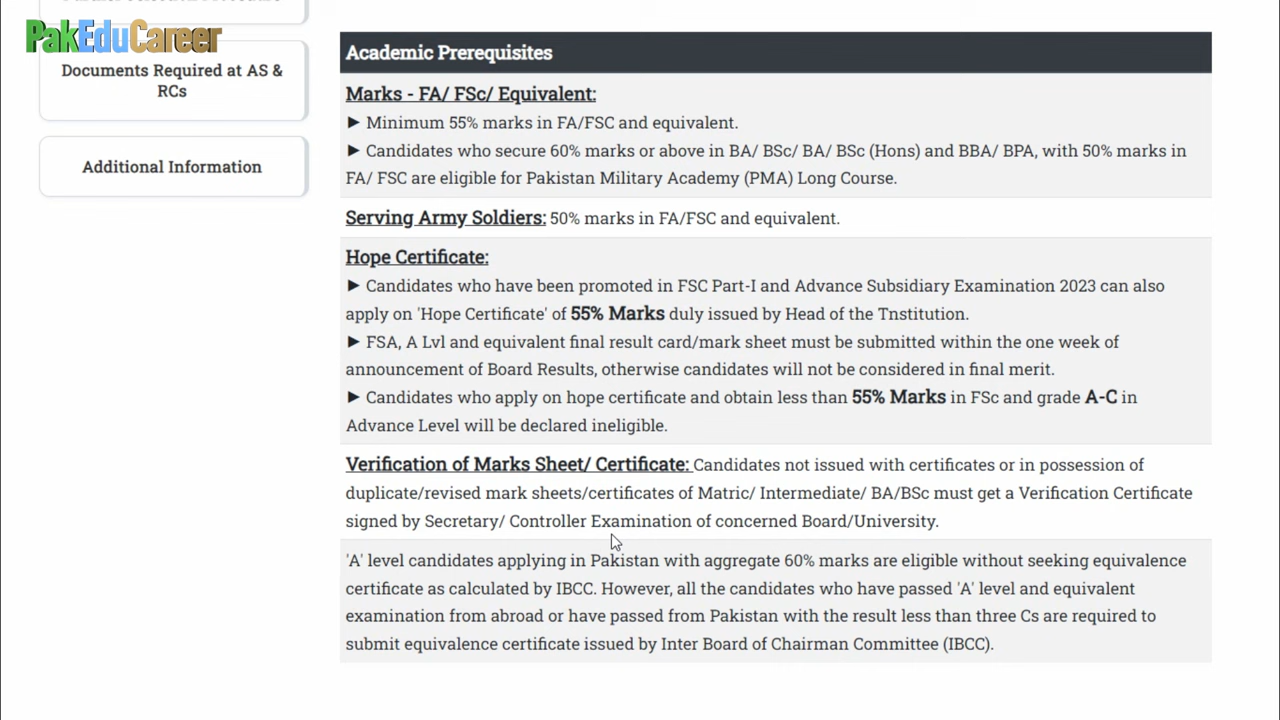 PakEduCareer
Documents Required at AS &
RCs
Additional Information
Academic Prerequisites
Marks - FA/ FSc/ Equivalent:
► Minimum 55% marks in FA/FSC and equivalent.
► Candidates who secure 60% marks or above in BA/ BSc/ BA/ BSc (Hons) and BBA/ BPA, with 50% marks in
FA/ FSC are eligible for Pakistan Military Academy (PMA) Long Course.
Serving Army Soldiers: 50% marks in FA/FSC and equivalent.
Hope Certificate:
► Candidates who have been promoted in FSC Part-I and Advance Subsidiary Examination 2023 can also
apply on 'Hope Certificate' of 55% Marks duly issued by Head of the Tnstitution.
► FSA, A Lvl and equivalent final result card/mark sheet must be submitted within the one week of
announcement of Board Results, otherwise candidates will not be considered in final merit.
► Candidates who apply on hope certificate and obtain less than 55% Marks in FSc and grade A-C in
Advance Level will be declared ineligible.
Verification of Marks Sheet/ Certificate: Candidates not issued with certificates or in possession of
duplicate/revised mark sheets/certificates of Matric/ Intermediate/ BA/BSc must get a Verification Certificate
signed by Secretary/ Controller Examination of concerned Board/University.
'A' level candidates applying in Pakistan with aggregate 60% marks are eligible without seeking equivalence
certificate as calculated by IBCC. However, all the candidates who have passed 'A' level and equivalent
examination from abroad or have passed from Pakistan with the result less than three Cs are required to
submit equivalence certificate issued by Inter Board of Chairman Committee (IBCC).